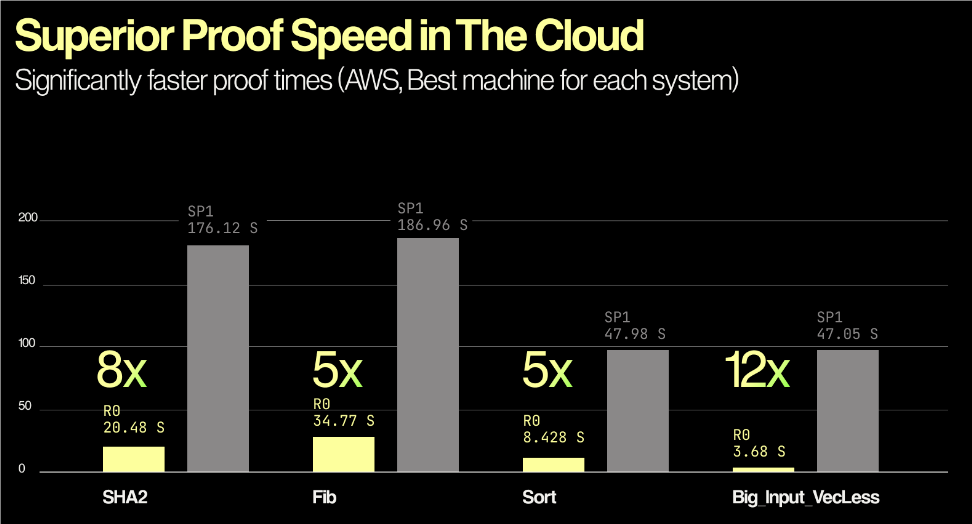 Superior Proof Speed in The Cloud
Significantly faster proof times (AWS, Best machine for each system)
200
150
100
50
0
SP1
176.12 S
8x
R0
20.48 S
SHA2
SP1
186.96 S
5x
R0
34.77 S
Fib
SP1
47.98 S
5x
R0
8.428 S
Sort
SP1
47.05 S
12x
R0
3.68 S
Big_Input_VecLess